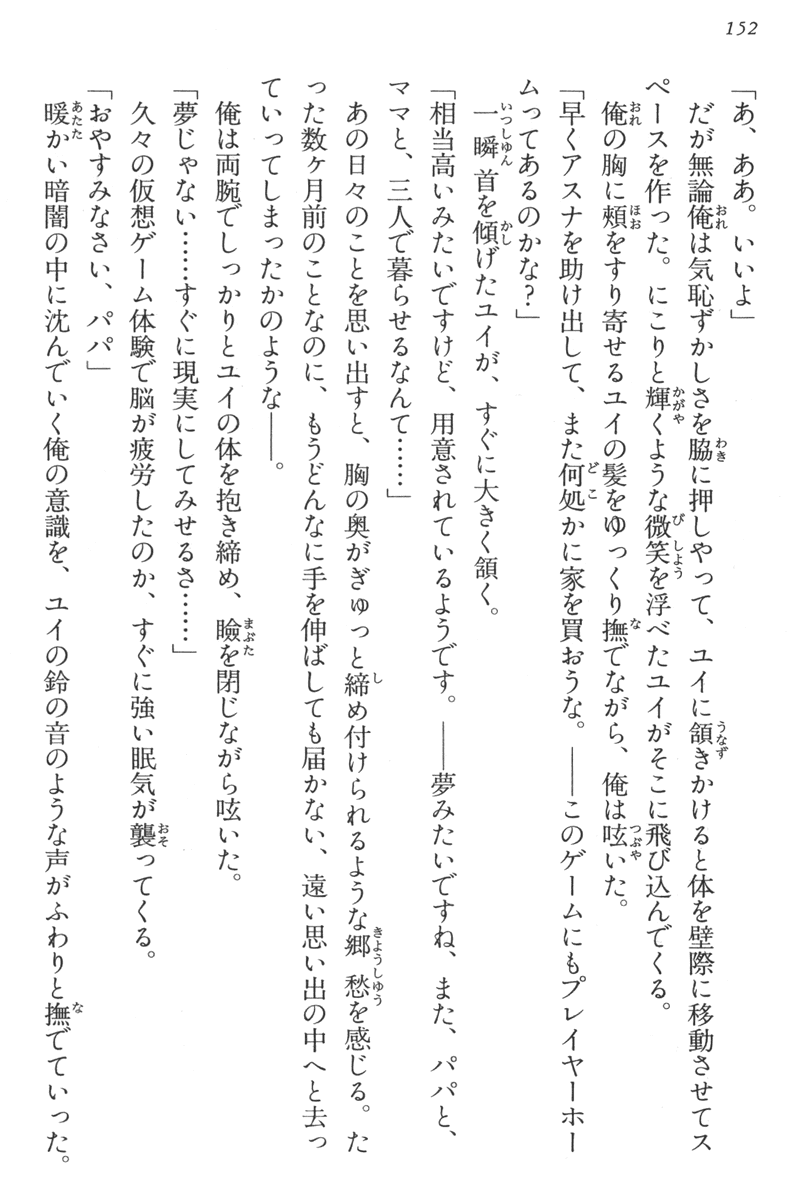 152
「あ、ああ。いいよ」
だが無論俺は気恥ずかしさを脇に押しやって、ユイに頷きかけると体を壁際に移動させてス
ペースを作った。にこりと輝くような微笑を浮べたユイがそこに飛び込んでくる。
俺の胸に頬をすり寄せるユイの髪をゆっくり撫でながら、俺は呟いた。
「早くアスナを助け出して、また何処かに家を買おうな。――このゲームにもプレイヤーホー
ムってあるのかな？」
一瞬首を傾げたユイが、すぐに大きく頷く。
「相当高いみたいですけど、用意されているようです。――夢みたいですね、また、パパと、
ママと、三人で暮らせるなんて……」
あの日々のことを思い出すと、胸の奥がぎゅっと締め付けられるような郷愁を感じる。た
った数ヶ月前のことなのに、もうどんなに手を伸ばしても届かない、遠い思い出の中へと去っ
ていってしまったかのような――。
俺は両腕でしっかりとユイの体を抱き締め、瞼を閉じながら呟いた。
「夢じゃない……すぐに現実にしてみせるさ……」
久々の仮想ゲーム体験で脳が疲労したのか、すぐに強い眠気が襲ってくる。
「おやすみなさい、パパ」
暖かい暗闇の中に沈んでいく俺の意識を、ユイの鈴の音のような声がふわりと撫でていった。